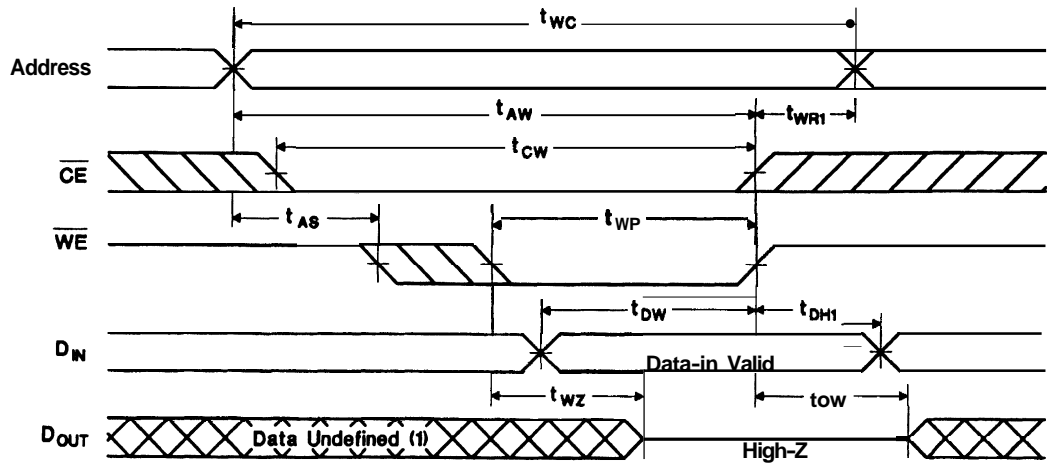 tWC
Address
tAW
tWR1
tCW
CE
tAS
tWP
WE
tDW
tDH1
DIN
Data-in Valid
tWZ
tow
DOUT
Data Undefined (1)
High-Z